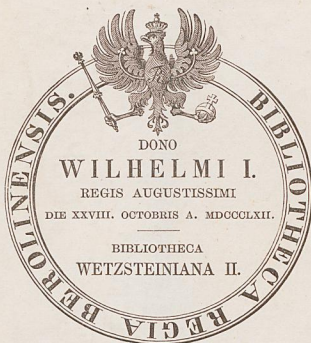 DONO
WILHELMI I.
REGIS AUGUSTISSIMI
DIE XXVIII. OCTOBRIS A. MDCCCLXII.
BIBLIOTHECA
WETZSTEINIANA II.
BIBLIOTHECA REGIA BEROLINENSIS.